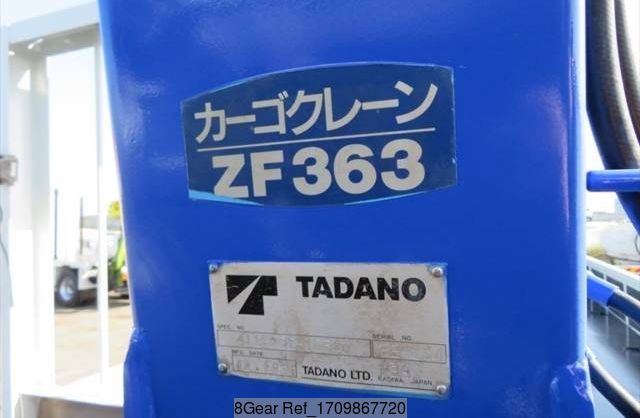 カーゴクレーン
ZF363
TADANO
SPEC. NO. SERIAL NO.
MFG. DATE
TADANO LTD. KAGAWA, JAPAN
8Gear Ref_1709867720